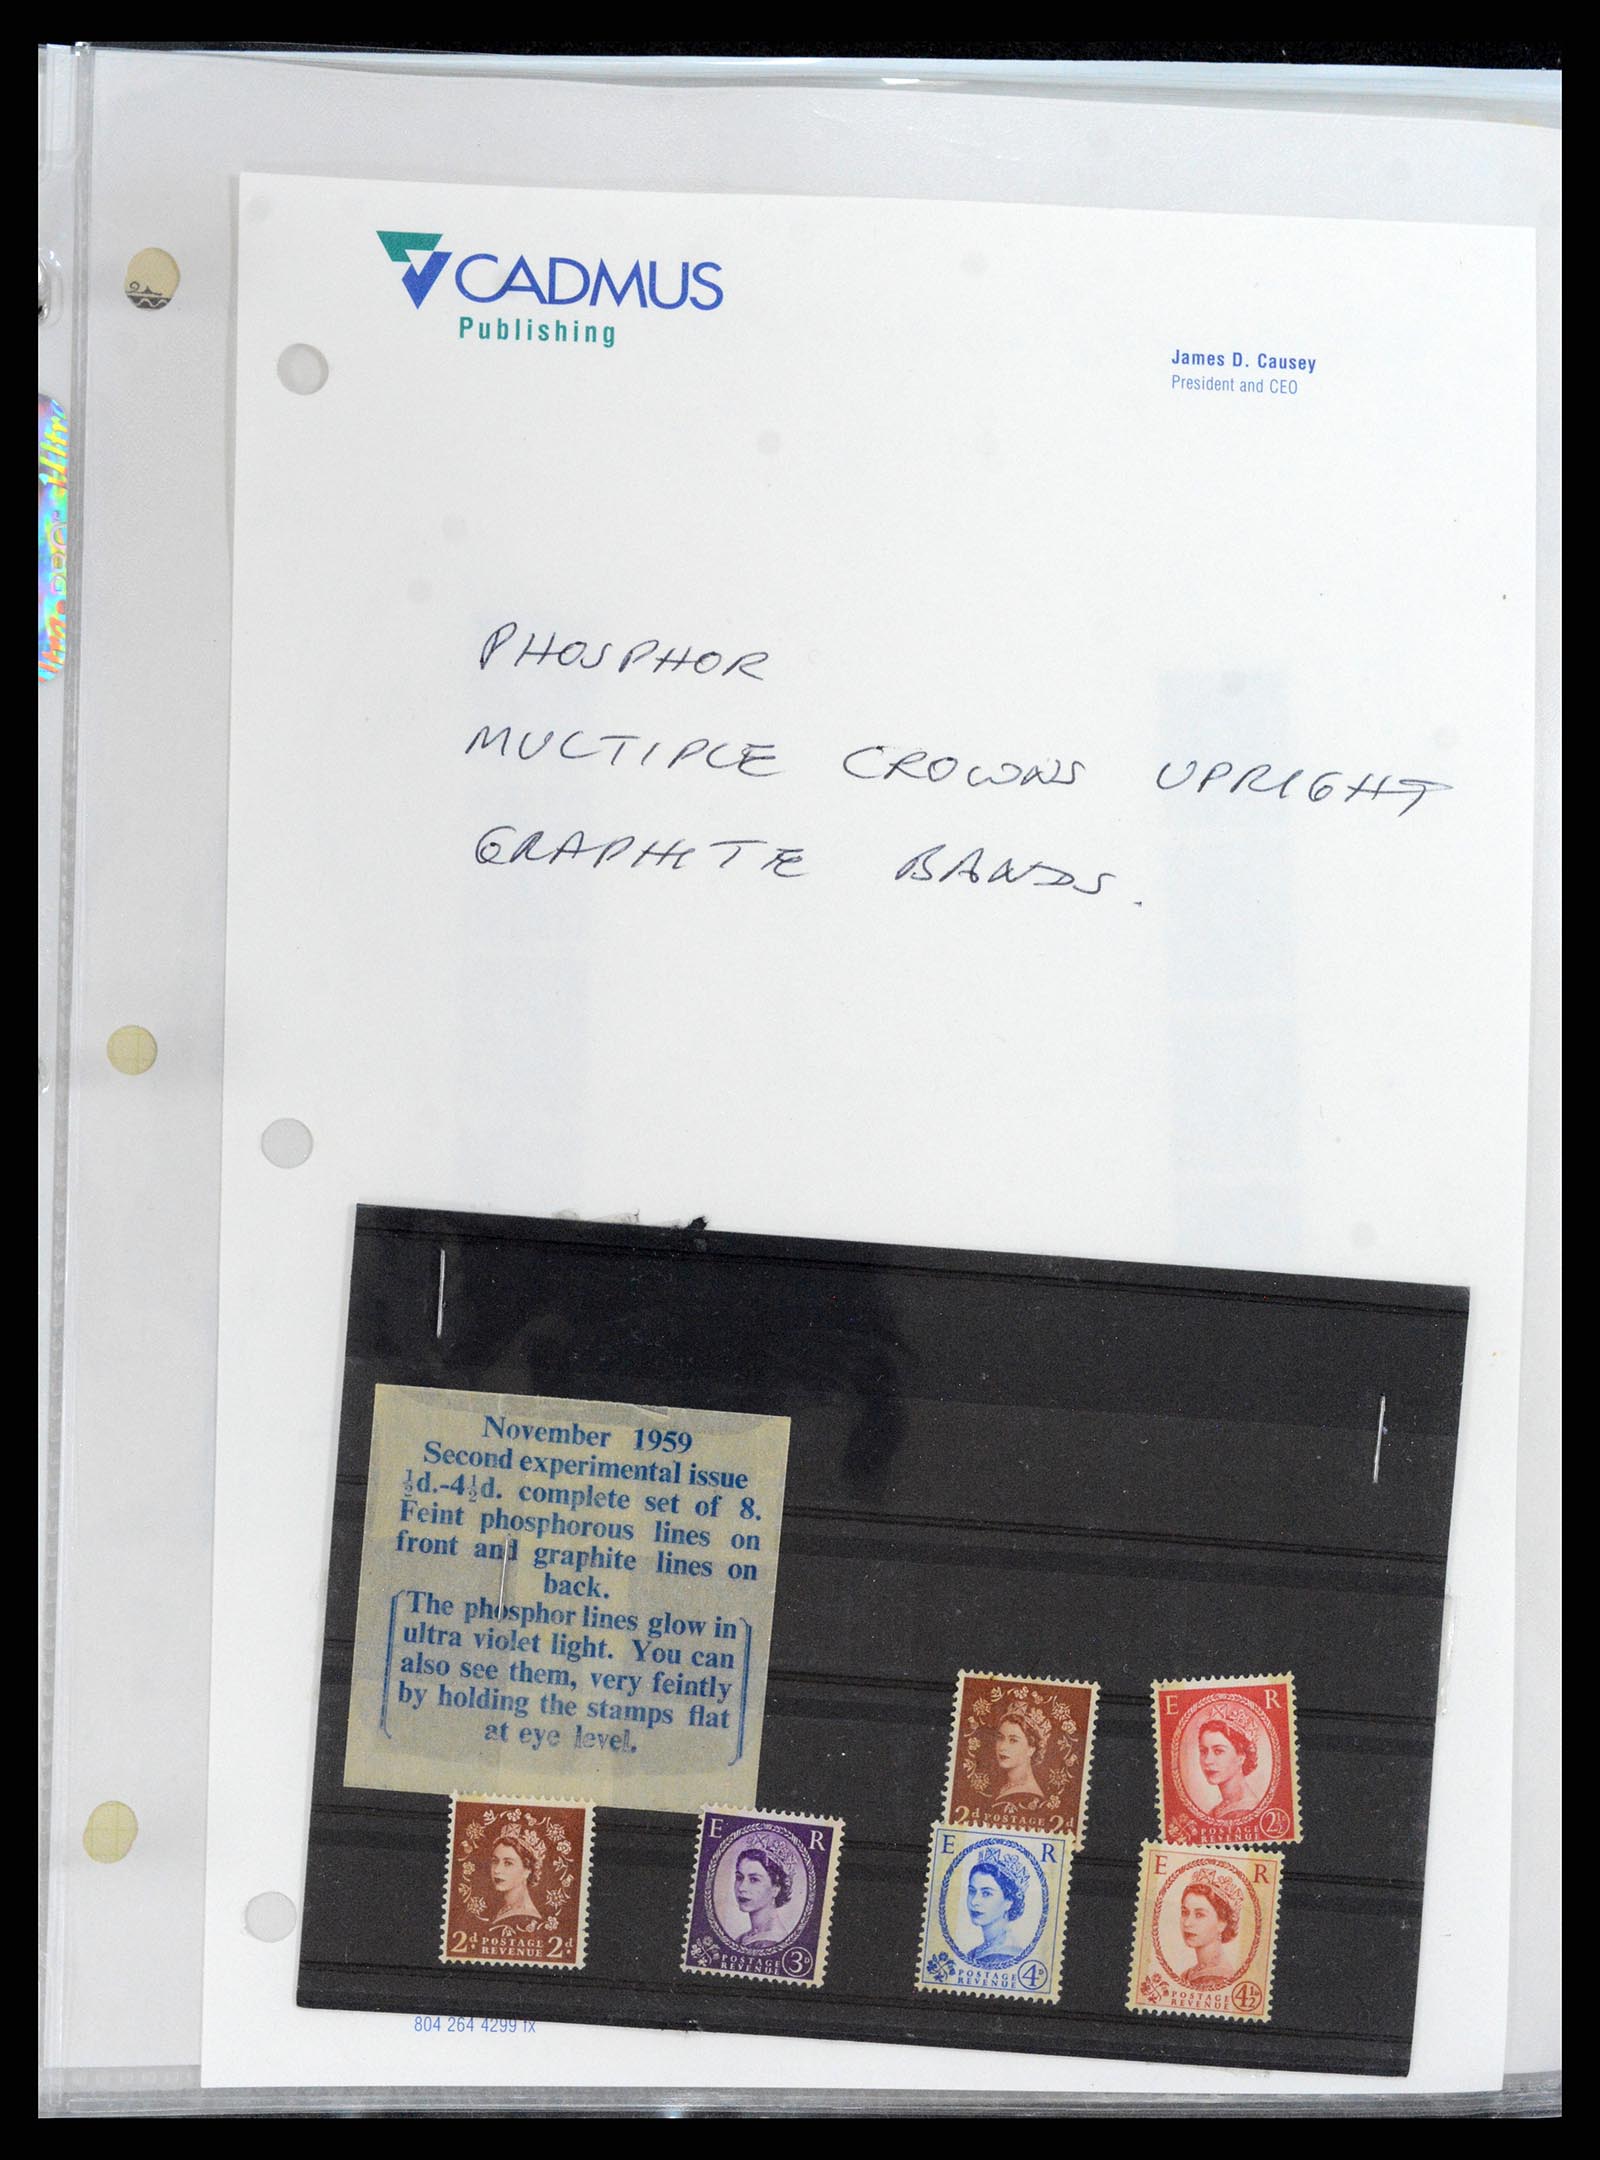 CADMUS
Publishing
James D. Causey
President and CEO
PHOSPHOR
MULTIPLE CROWNS UPRIGHT
GRAPHITE BANDS.
November 1959
Second experimental issue
½d.-4½d. complete set of 8.
Feint phosphorous lines on
front and graphite lines on
back.
(The phosphor lines glow in
ultra violet light. You can
also see them, very feintly
by holding the stamps flat
at eye level.)
2d POSTAGE 2d
E R
2½D
POSTAGE
REVENUE
2d. POSTAGE 2d.
REVENUE
E R
POSTAGE 3D
REVENUE
E R
POSTAGE 4D
REVENUE
E R
POSTAGE 4½D
REVENUE
804 264 4299 fx